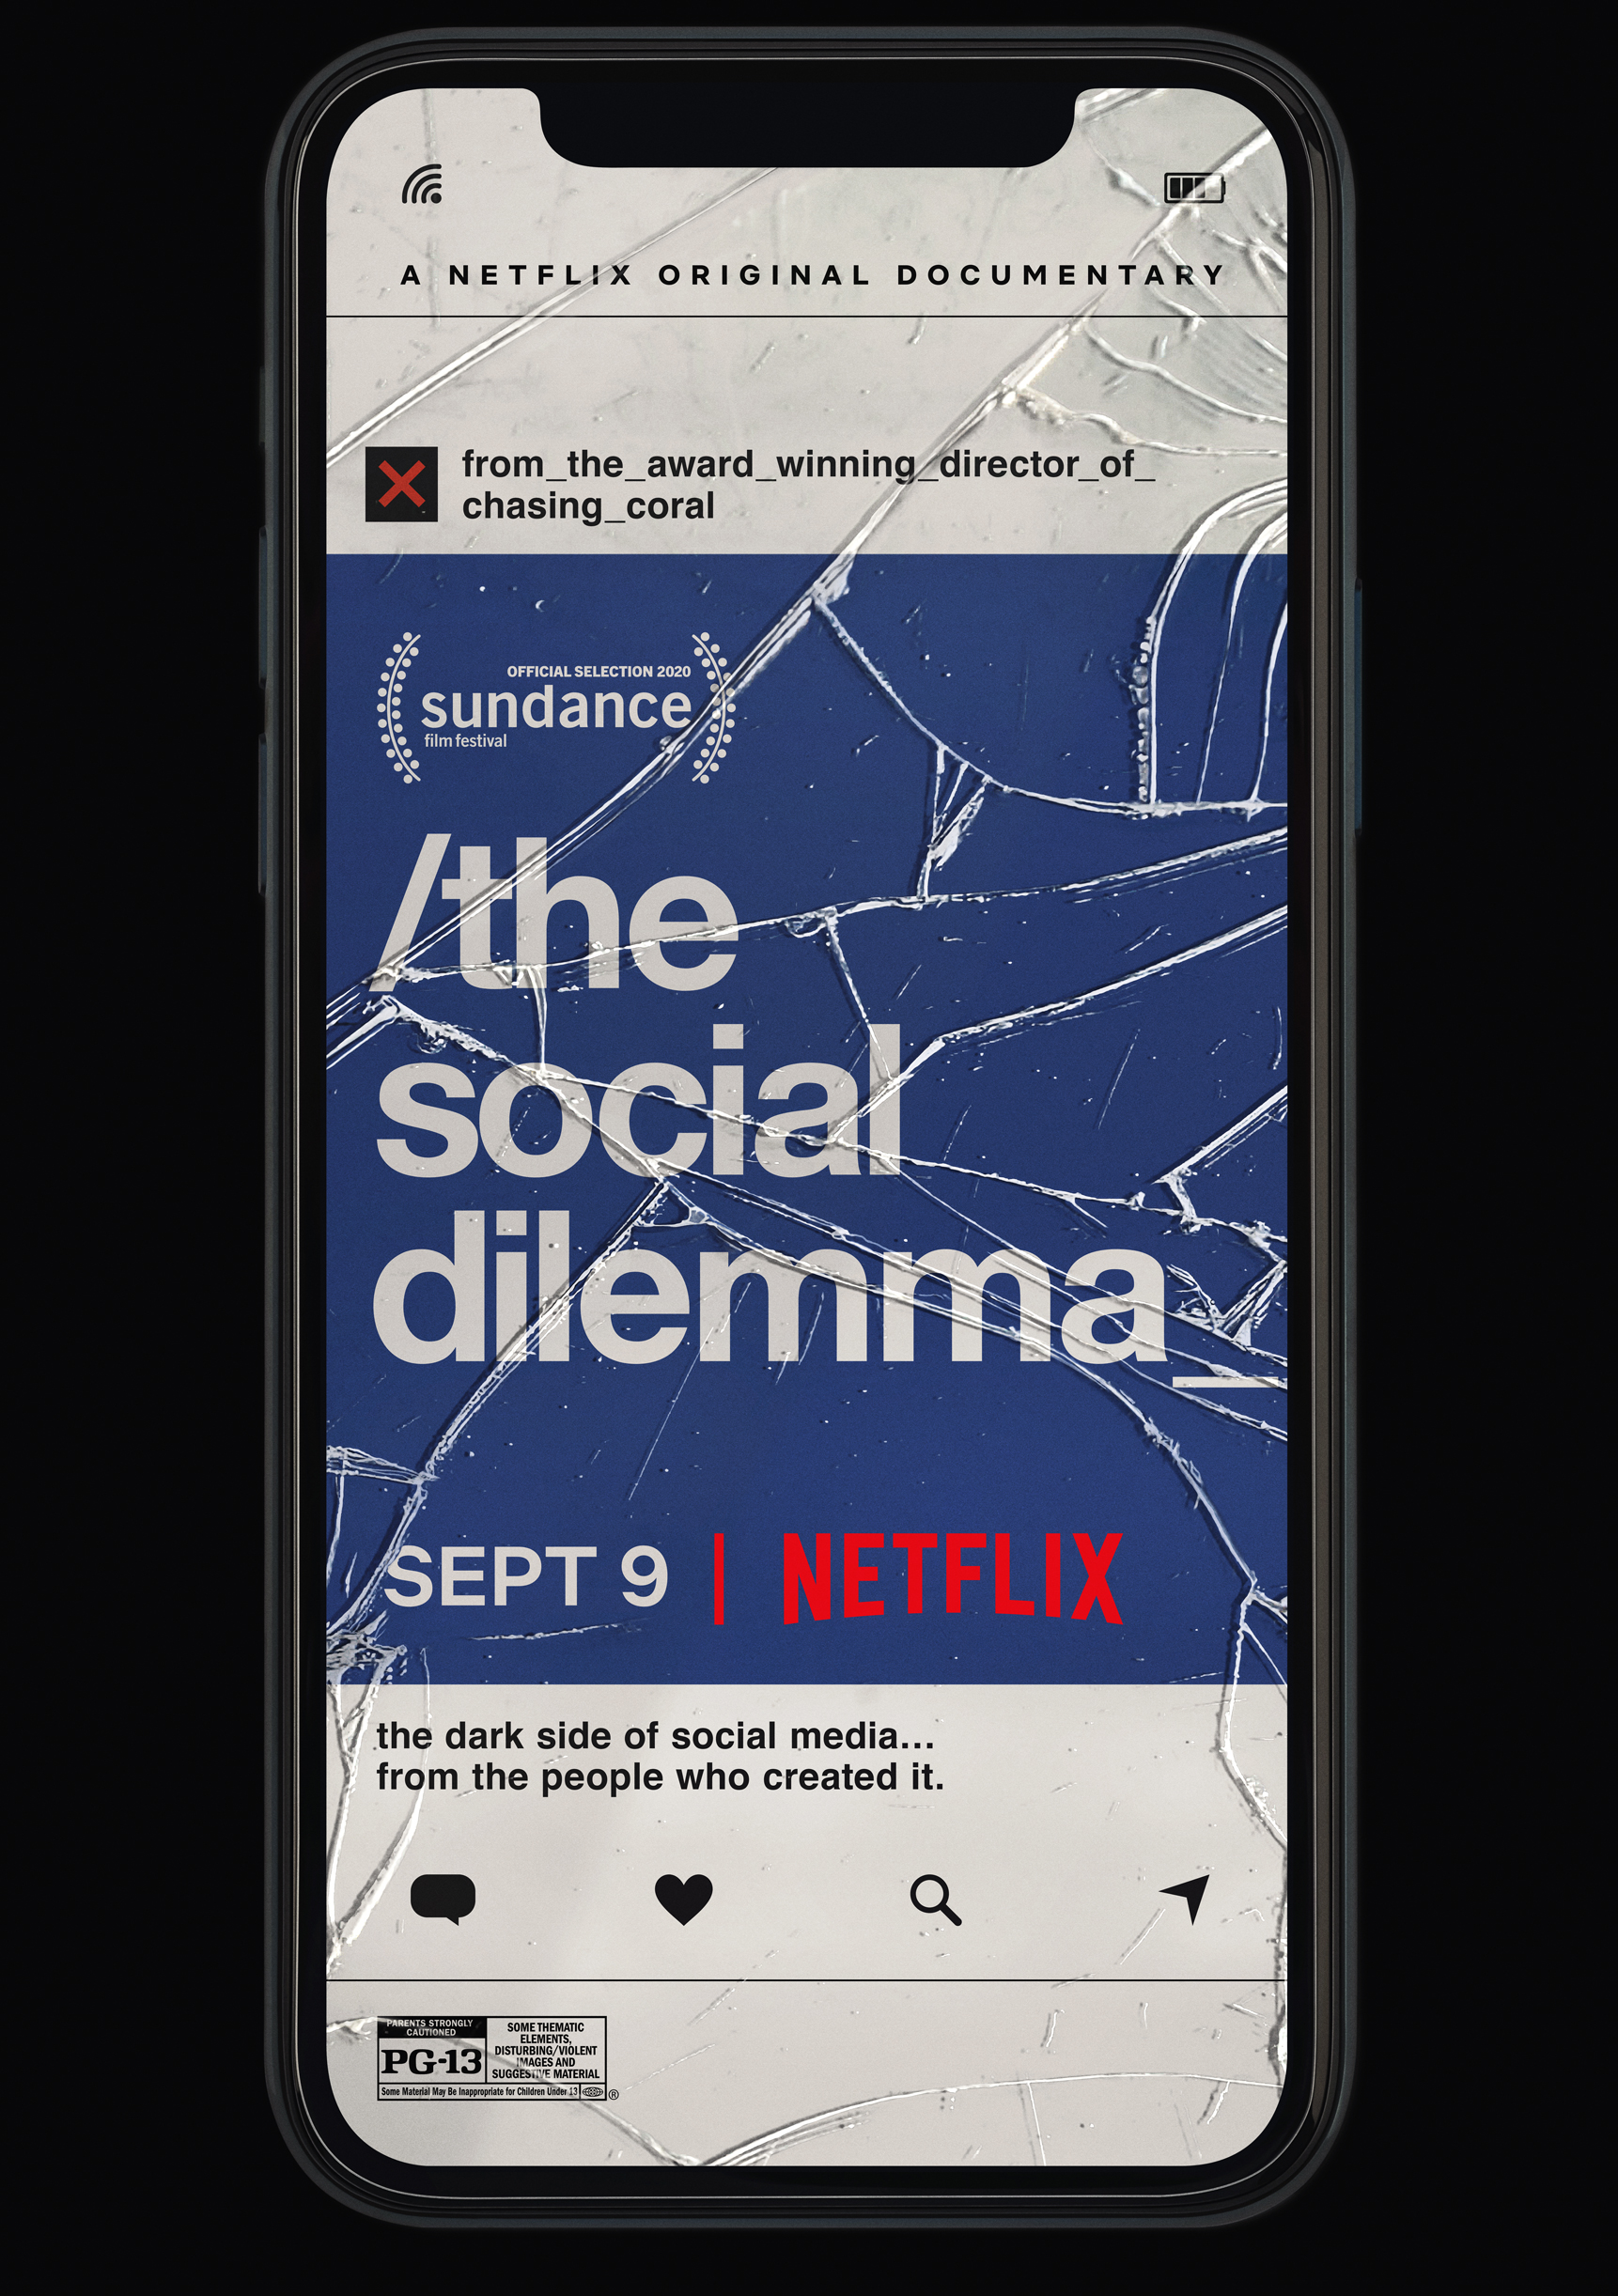 A NETFLIX ORIGINAL DOCUMENTARY
from_the_award_winning_director_of_
chasing_coral
OFFICIAL SELECTION 2020
sundance
film festival
/the
social
dilemma_
SEPT 9 | NETFLIX
the dark side of social media...
from the people who created it.
PARENTS STRONGLY
CAUTIONED
PG-13
SOME THEMATIC
ELEMENTS,
DISTURBING/VIOLENT
IMAGES AND
SUGGESTIVE MATERIAL
Some Material May Be Inappropriate for Children Under 13
®